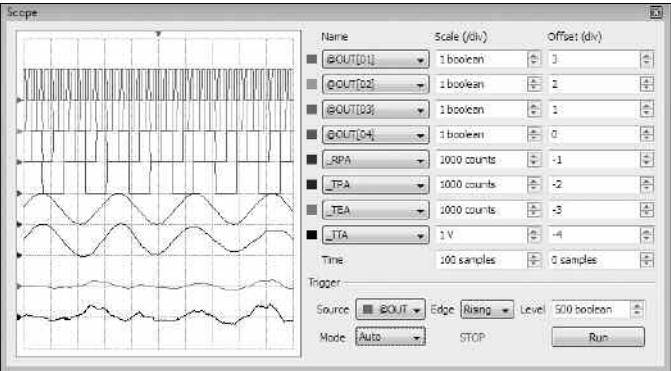 Scope
Name Scale (/div) Offset (div)
@OUT[01] 1 boolean 3
@OUT[02] 1 boolean 2
@OUT[03] 1 boolean 1
@OUT[04] 1 boolean 0
_RPA 1000 counts -1
_TPA 1000 counts -2
_TEA 1000 counts -3
_TTA 1 V -4
Time 100 samples 0 samples
Trigger
Source @OUT Edge Rising Level 500 boolean
Mode Auto STOP Run